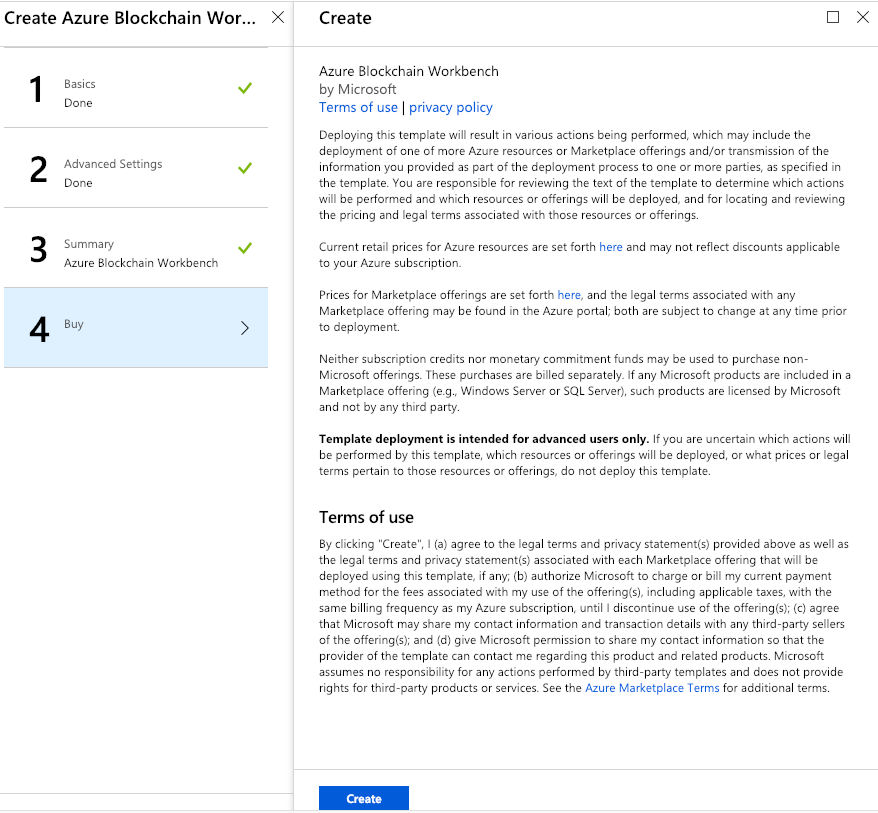 Create Azure Blockchain Wor...
1
Basics
Done
2
Advanced Settings
Done
3
Summary
Azure Blockchain Workbench
4
Buy
Create
Azure Blockchain Workbench
by Microsoft
Terms of use | privacy policy
Deploying this template will result in various actions being performed, which may include the
deployment of one of more Azure resources or Marketplace offerings and/or transmission of the
information you provided as part of the deployment process to one or more parties, as specified in
the template. You are responsible for reviewing the text of the template to determine which actions
will be performed and which resources or offerings will be deployed, and for locating and reviewing
the pricing and legal terms associated with those resources or offerings.
Current retail prices for Azure resources are set forth here and may not reflect discounts applicable
to your Azure subscription.
Prices for Marketplace offerings are set forth here, and the legal terms associated with any
Marketplace offering may be found in the Azure portal; both are subject to change at any time prior
to deployment.
Neither subscription credits nor monetary commitment funds may be used to purchase non-
Microsoft offerings. These purchases are billed separately. If any Microsoft products are included in a
Marketplace offering (e.g., Windows Server or SQL Server), such products are licensed by Microsoft
and not by any third party.
Template deployment is intended for advanced users only. If you are uncertain which actions will
be performed by this template, which resources or offerings will be deployed, or what prices or legal
terms pertain to those resources or offerings, do not deploy this template.
Terms of use
By clicking "Create", I (a) agree to the legal terms and privacy statement(s) provided above as well as
the legal terms and privacy statement(s) associated with each Marketplace offering that will be
deployed using this template, if any; (b) authorize Microsoft to charge or bill my current payment
method for the fees associated with my use of the offering(s), including applicable taxes, with the
same billing frequency as my Azure subscription, until I discontinue use of the offering(s); (c) agree
that Microsoft may share my contact information and transaction details with any third-party sellers
of the offering(s); and (d) give Microsoft permission to share my contact information so that the
provider of the template can contact me regarding this product and related products. Microsoft
assumes no responsibility for any actions performed by third-party templates and does not provide
rights for third-party products or services. See the Azure Marketplace Terms for additional terms.
Create